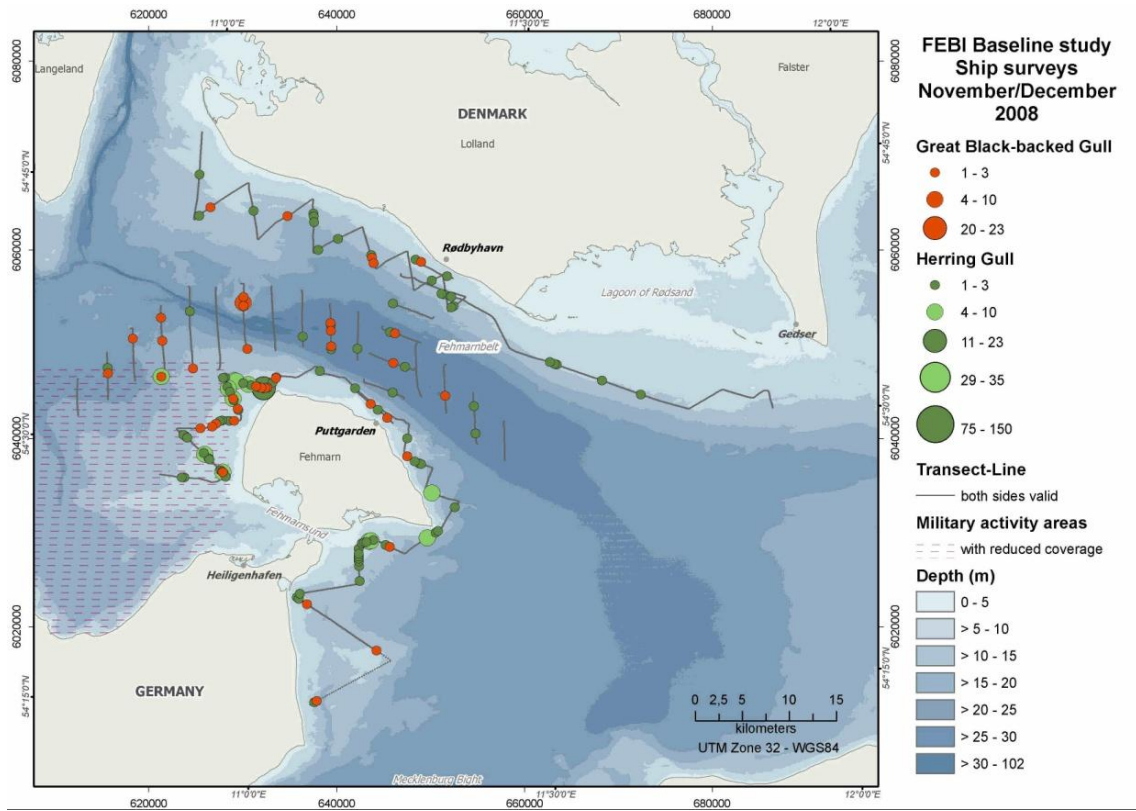 620000
640000
660000
680000
11°0'0"E
11°30'0"E
12°0'0"E
6080000
6080000
Langeland
Falster
DENMARK
Lolland
54°45'0"N
54°45'0"N
Rødbyhavn
6060000
6060000
Lagoon of Rødsand
Gedser
Fehmarnbelt
54°30'0"N
54°30'0"N
Puttgarden
6040000
6040000
Fehmarn
Fehmarnsund
Heiligenhafen
6020000
6020000
54°15'0"N
54°15'0"N
GERMANY
0 2,5 5 10 15
kilometers
UTM Zone 32 - WGS84
Mecklenburg Bight
620000
640000
660000
680000
11°0'0"E
11°30'0"E
12°0'0"E
FEBI Baseline study
Ship surveys
November/December
2008
Great Black-backed Gull
1 - 3
4 - 10
20 - 23
Herring Gull
1 - 3
4 - 10
11 - 23
29 - 35
75 - 150
Transect-Line
both sides valid
Military activity areas
with reduced coverage
Depth (m)
0 - 5
> 5 - 10
> 10 - 15
> 15 - 20
> 20 - 25
> 25 - 30
> 30 - 102